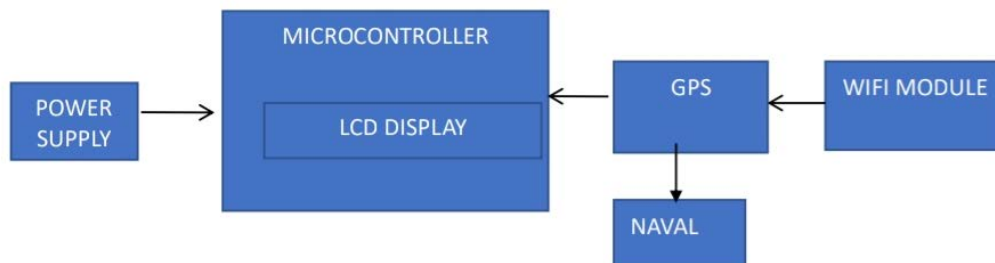 MICROCONTROLLER
POWER
SUPPLY
LCD DISPLAY
GPS
WIFI MODULE
NAVAL